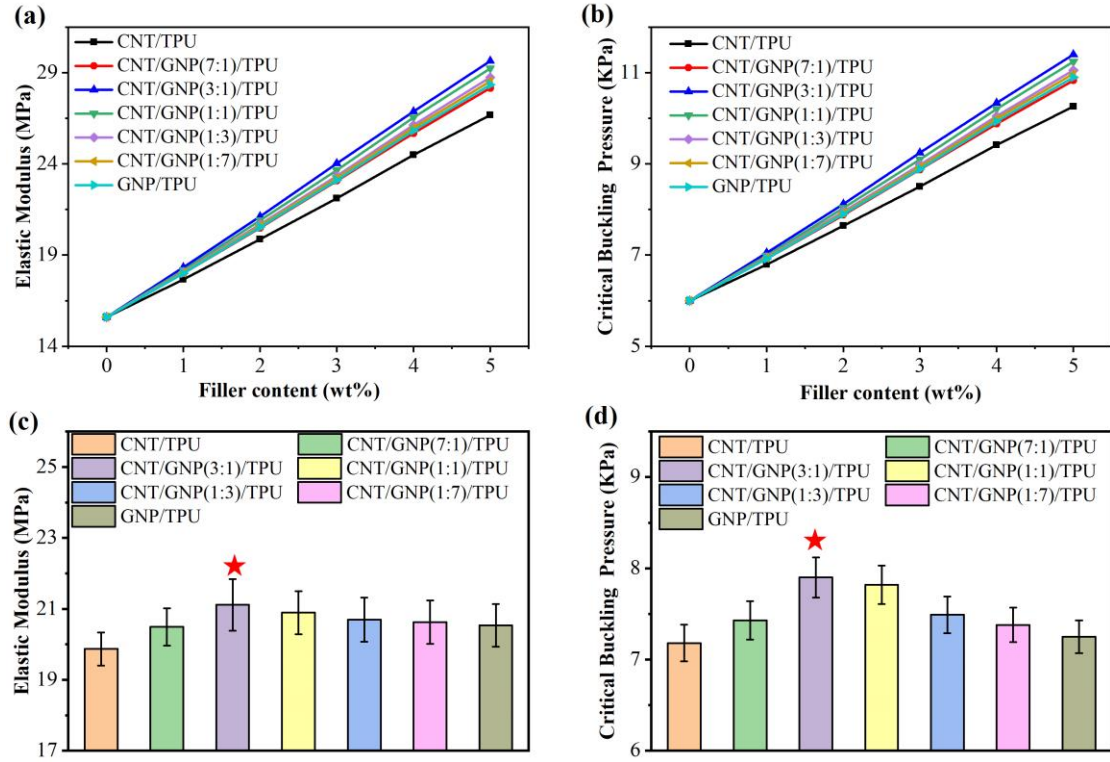 (a)
Elastic Modulus (MPa)
29
24
19
14
CNT/TPU
CNT/GNP(7:1)/TPU
CNT/GNP(3:1)/TPU
CNT/GNP(1:1)/TPU
CNT/GNP(1:3)/TPU
CNT/GNP(1:7)/TPU
GNP/TPU
0 1 2 3 4 5
Filler content (wt%)
(b)
Critical Buckling Pressure (KPa)
11
9
7
5
CNT/TPU
CNT/GNP(7:1)/TPU
CNT/GNP(3:1)/TPU
CNT/GNP(1:1)/TPU
CNT/GNP(1:3)/TPU
CNT/GNP(1:7)/TPU
GNP/TPU
0 1 2 3 4 5
Filler content (wt%)
(c)
Elastic Modulus (MPa)
25
23
21
19
17
CNT/TPU CNT/GNP(7:1)/TPU
CNT/GNP(3:1)/TPU CNT/GNP(1:1)/TPU
CNT/GNP(1:3)/TPU CNT/GNP(1:7)/TPU
GNP/TPU
(d)
Critical Buckling Pressure (KPa)
9
8
7
6
CNT/TPU CNT/GNP(7:1)/TPU
CNT/GNP(3:1)/TPU CNT/GNP(1:1)/TPU
CNT/GNP(1:3)/TPU CNT/GNP(1:7)/TPU
GNP/TPU